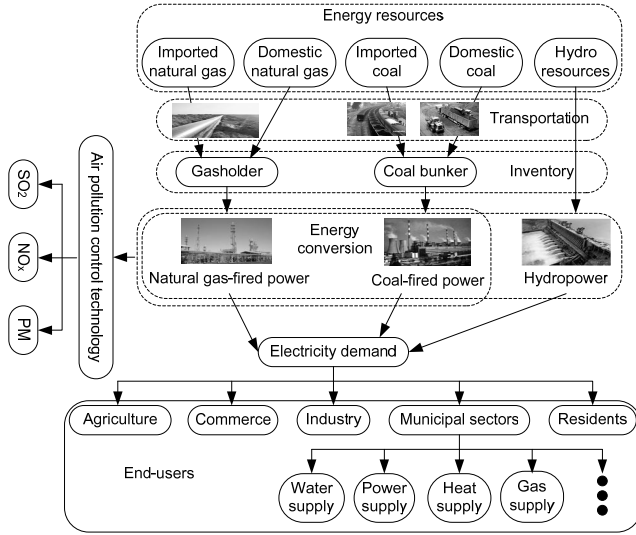 Energy resources
Imported
natural gas
Domestic
natural gas
Imported
coal
Domestic
coal
Hydro
resources
Transportation
Gasholder
Coal bunker
Inventory
Energy
conversion
Natural gas-fired power
Coal-fired power
Hydropower
Air pollution control technology
SO2
NOx
PM
Electricity demand
Agriculture
Commerce
Industry
Municipal sectors
Residents
End-users
Water
supply
Power
supply
Heat
supply
Gas
supply